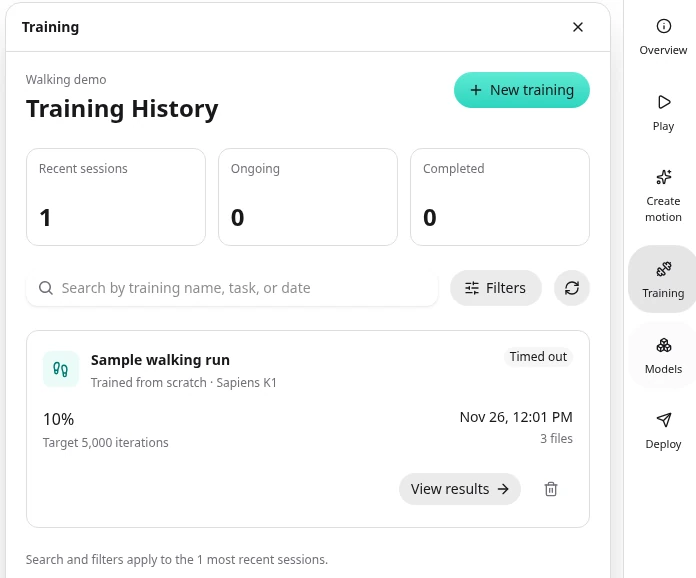 Training
Walking demo
Training History
New training
Recent sessions
1
Ongoing
0
Completed
0
Search by training name, task, or date
Filters
Sample walking run
Trained from scratch · Sapiens K1
Timed out
10%
Target 5,000 iterations
Nov 26, 12:01 PM
3 files
View results
Search and filters apply to the 1 most recent sessions.
Overview
Play
Create
motion
Training
Models
Deploy